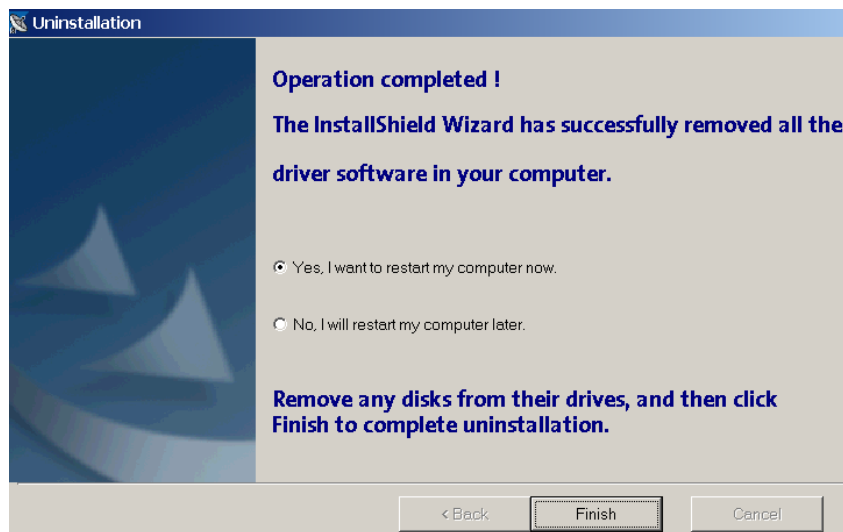 Uninstallation
Operation completed !
The InstallShield Wizard has successfully removed all the
driver software in your computer.
Yes, I want to restart my computer now.
No, I will restart my computer later.
Remove any disks from their drives, and then click
Finish to complete uninstallation.
< Back Finish Cancel